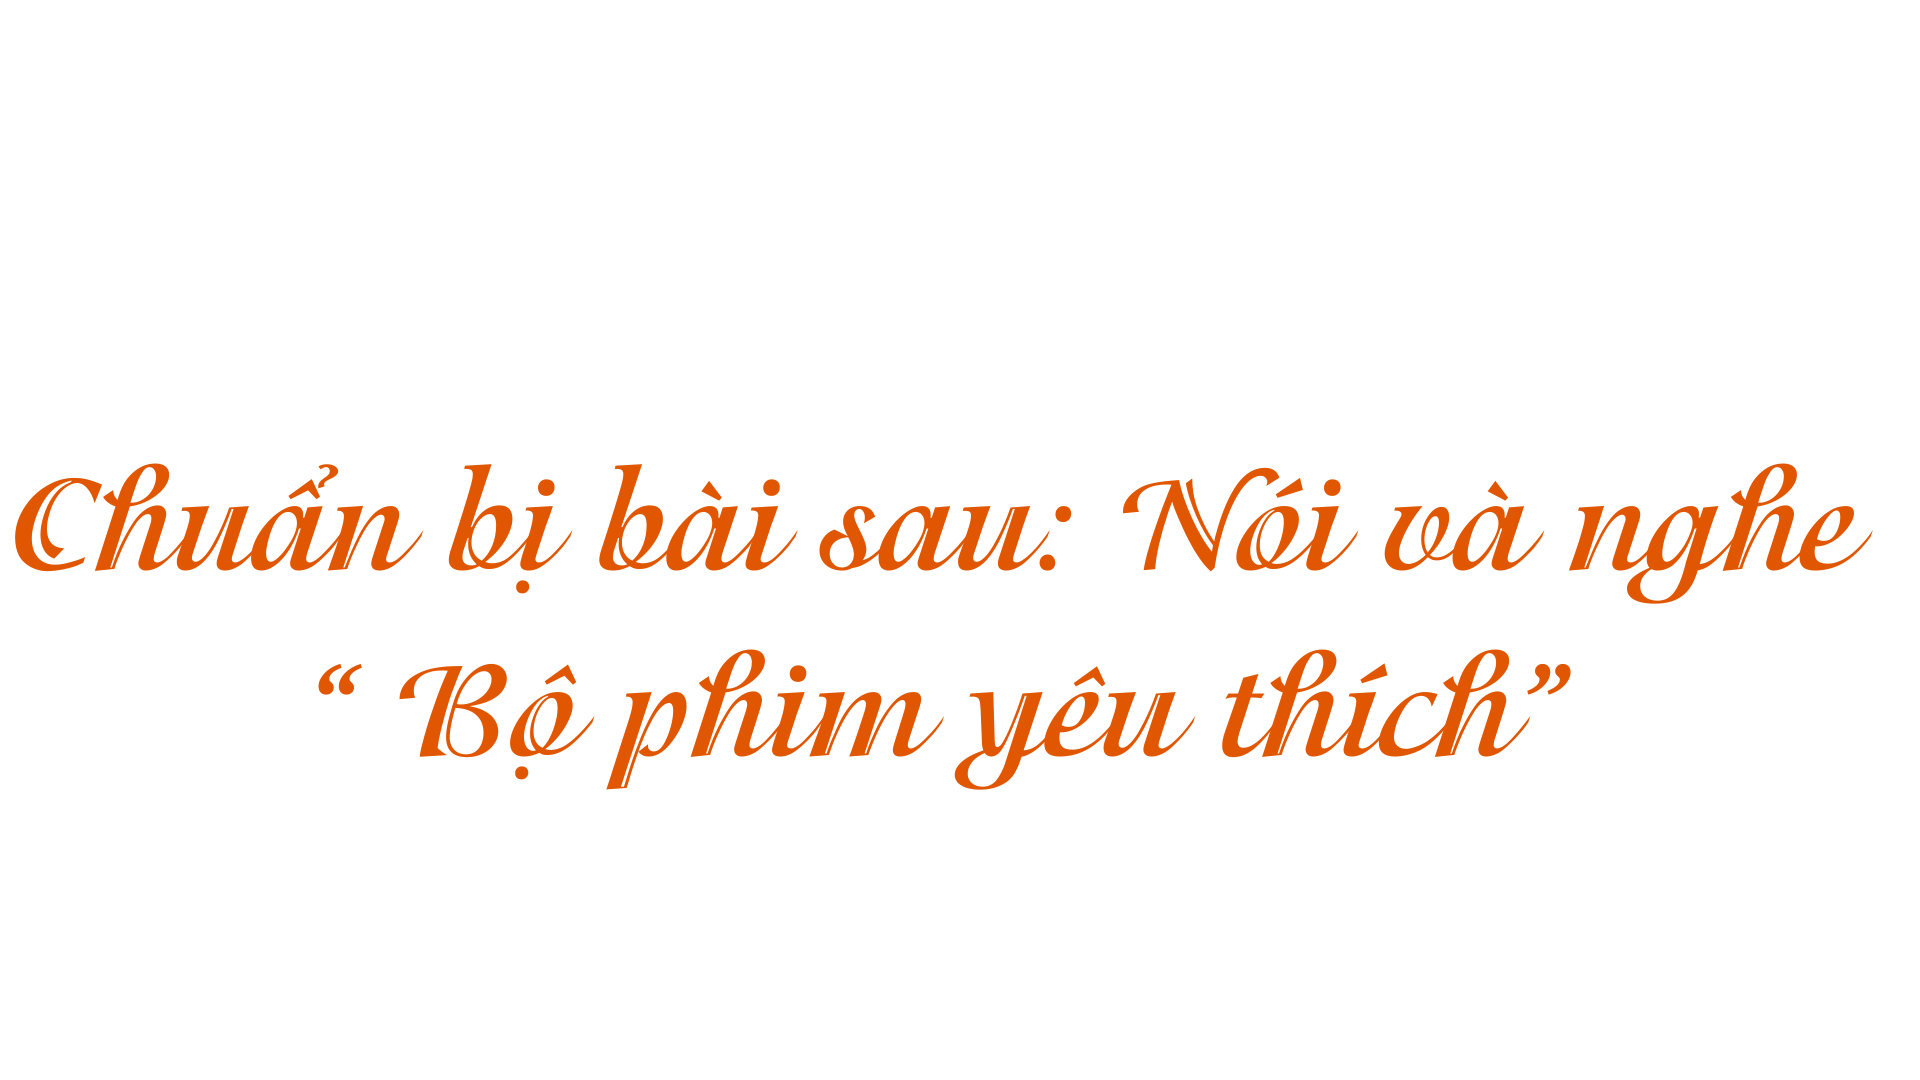 Chuẩn bị bài sau: Nói và nghe
“ Bộ phim yêu thích”